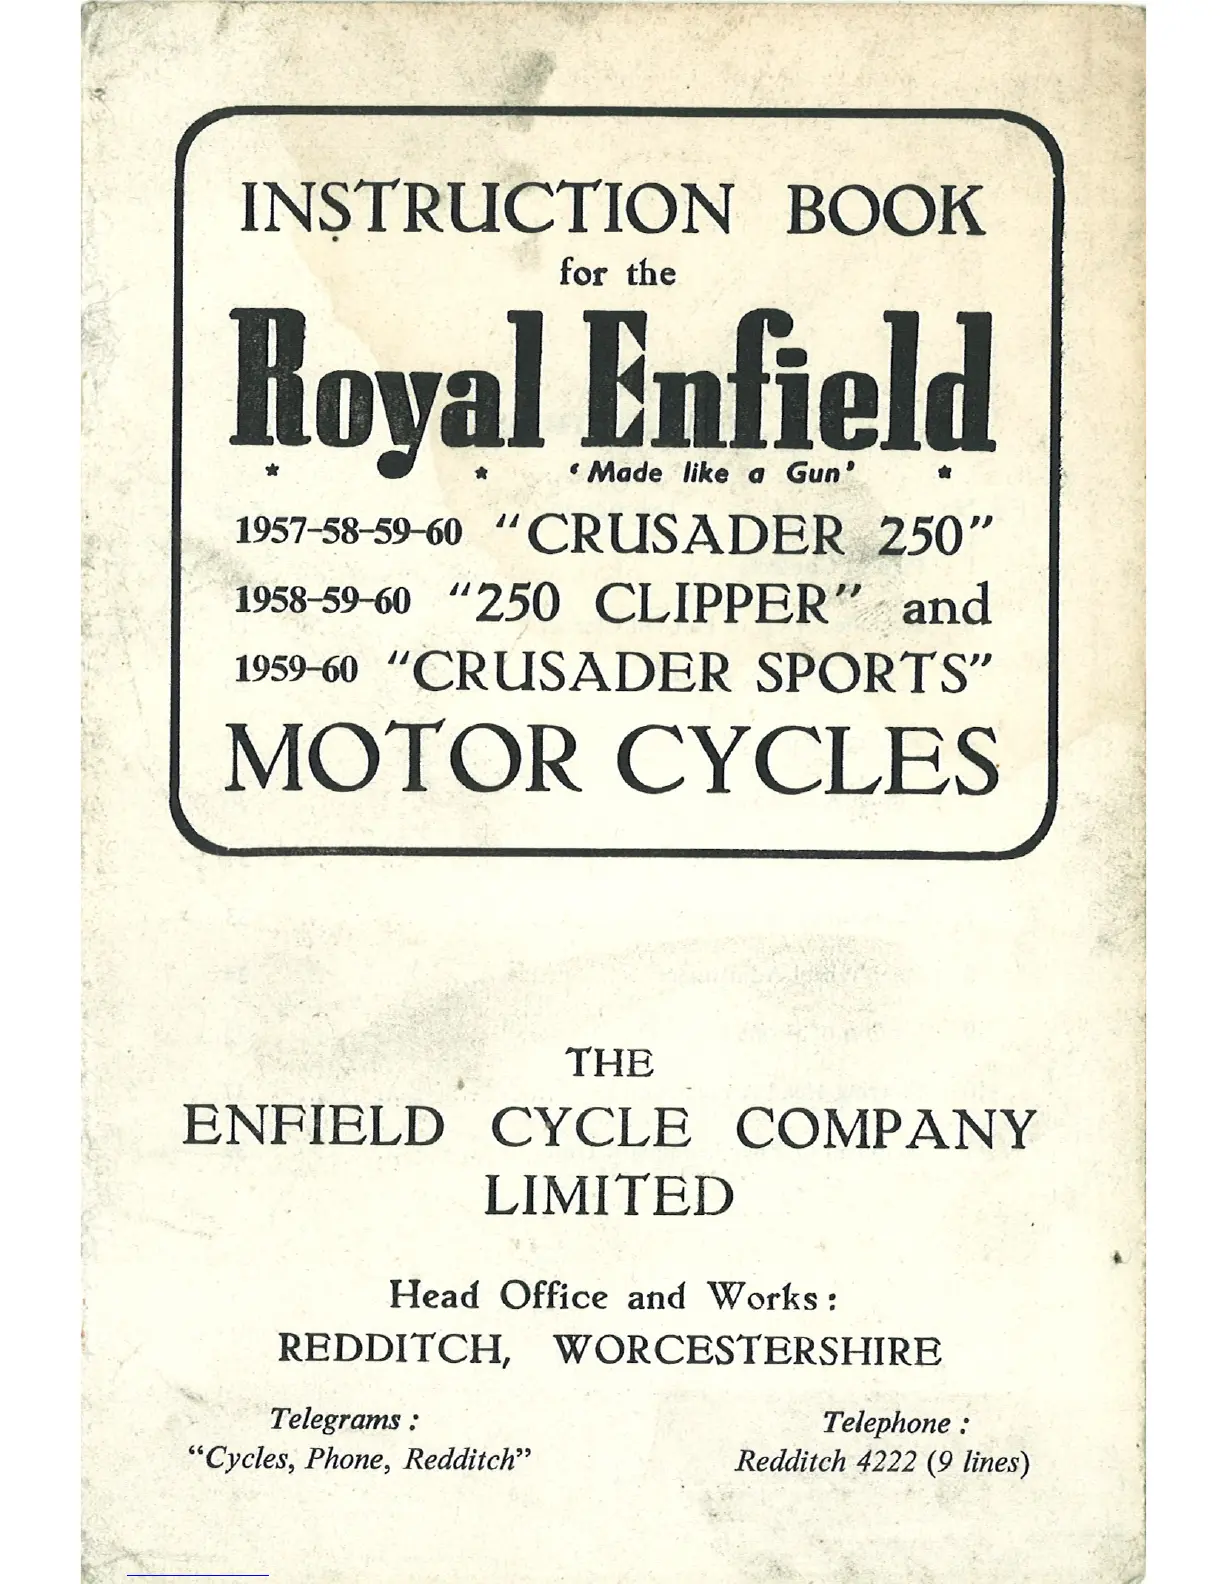 INSTRUCTION BOOK
for the
Royal Enfield
* * 'Made like a Gun' *
1957–58–59–60 "CRUSADER 250"
1958–59–60 "250 CLIPPER" and
1959–60 "CRUSADER SPORTS"
MOTOR CYCLES
THE
ENFIELD CYCLE COMPANY
LIMITED
Head Office and Works :
REDDITCH, WORCESTERSHIRE
Telegrams :
"Cycles, Phone, Redditch"
Telephone :
Redditch 4222 (9 lines)